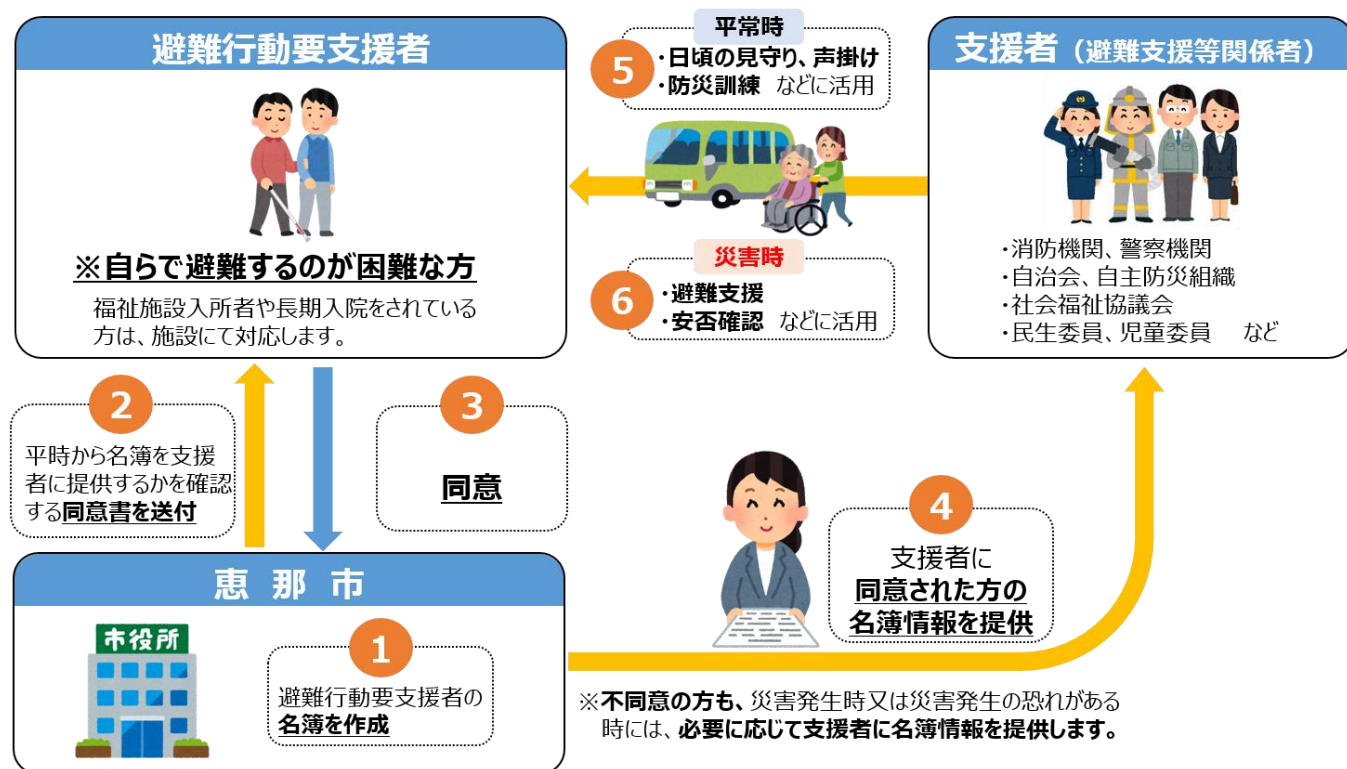 避難行動要支援者
※自らで避難するのが困難な方
福祉施設入所者や長期入院をされている
方は、施設にて対応します。
平常時
5
・日頃の見守り、声掛け
・防災訓練 などに活用
災害時
6
・避難支援
・安否確認 などに活用
支援者（避難支援等関係者）
・消防機関、警察機関
・自治会、自主防災組織
・社会福祉協議会
・民生委員、児童委員 など
2
平時から名簿を支援
者に提供するかを確認
する同意書を送付
3
同意
4
支援者に
同意された方の
名簿情報を提供
恵那市
市役所
1
避難行動要支援者の
名簿を作成
※不同意の方も、災害発生時又は災害発生の恐れがある
時には、必要に応じて支援者に名簿情報を提供します。